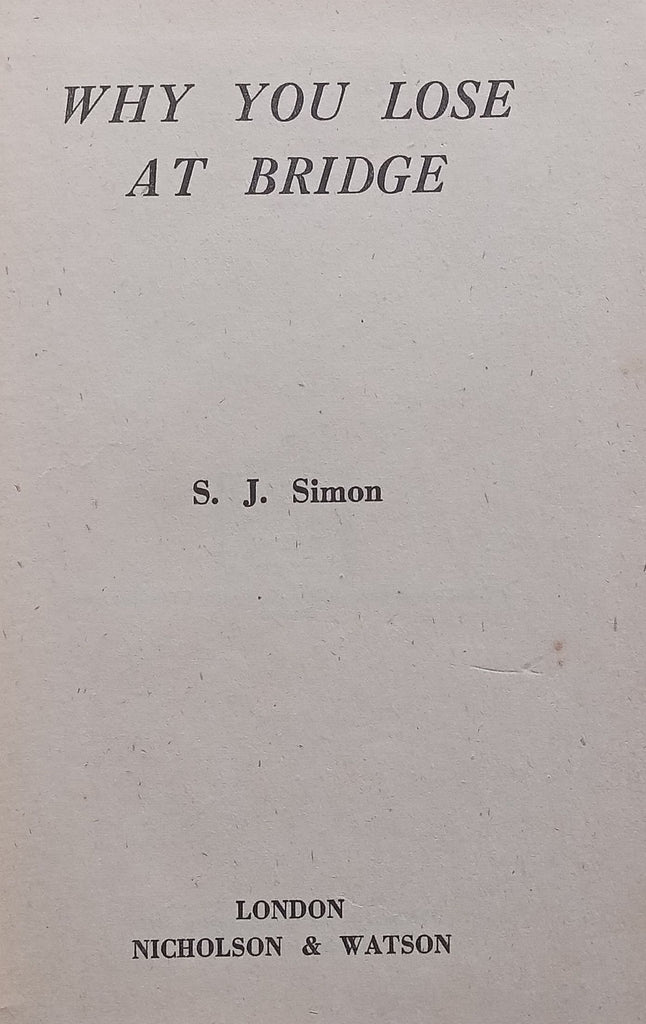 WHY YOU LOSE
AT BRIDGE
S. J. Simon
LONDON
NICHOLSON & WATSON